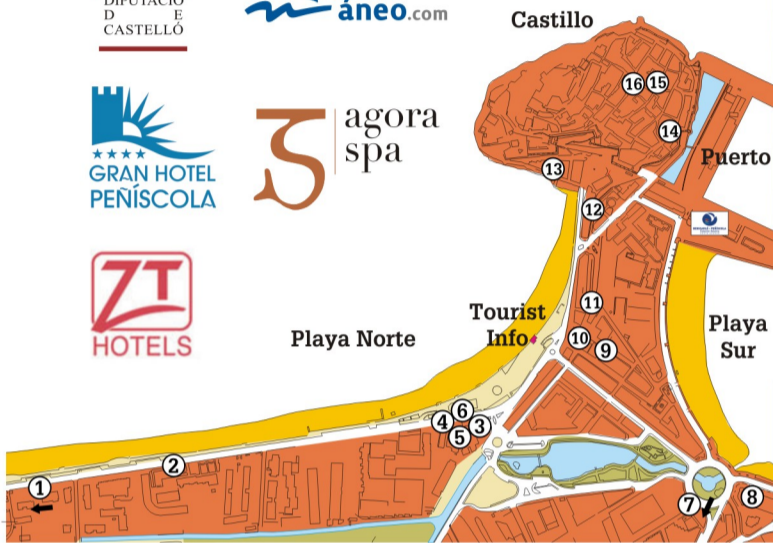 DIPUTACIÓ
D E
CASTELLÓ
áneo.com
GRAN HOTEL
PEÑÍSCOLA
agora
spa
ZT
HOTELS
Castillo
16
15
14
Puerto
13
12
11
Tourist
Info
10
9
Playa Norte
Playa
Sur
6
4
3
5
2
1
7
8